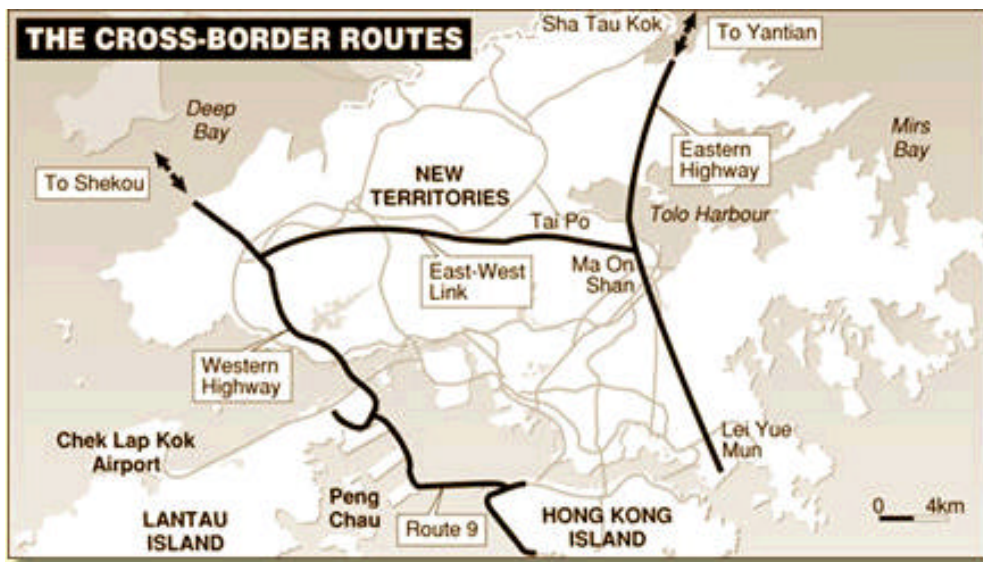 THE CROSS-BORDER ROUTES
Sha Tau Kok
To Yantian
Deep
Bay
Mirs
Bay
Eastern
Highway
To Shekou
NEW
TERRITORIES
Tai Po
Tolo Harbour
East-West
Link
Ma On
Shan
Western
Highway
Chek Lap Kok
Airport
Lei Yue
Mun
Peng
Chau
LANTAU
ISLAND
Route 9
HONG KONG
ISLAND
0 4km